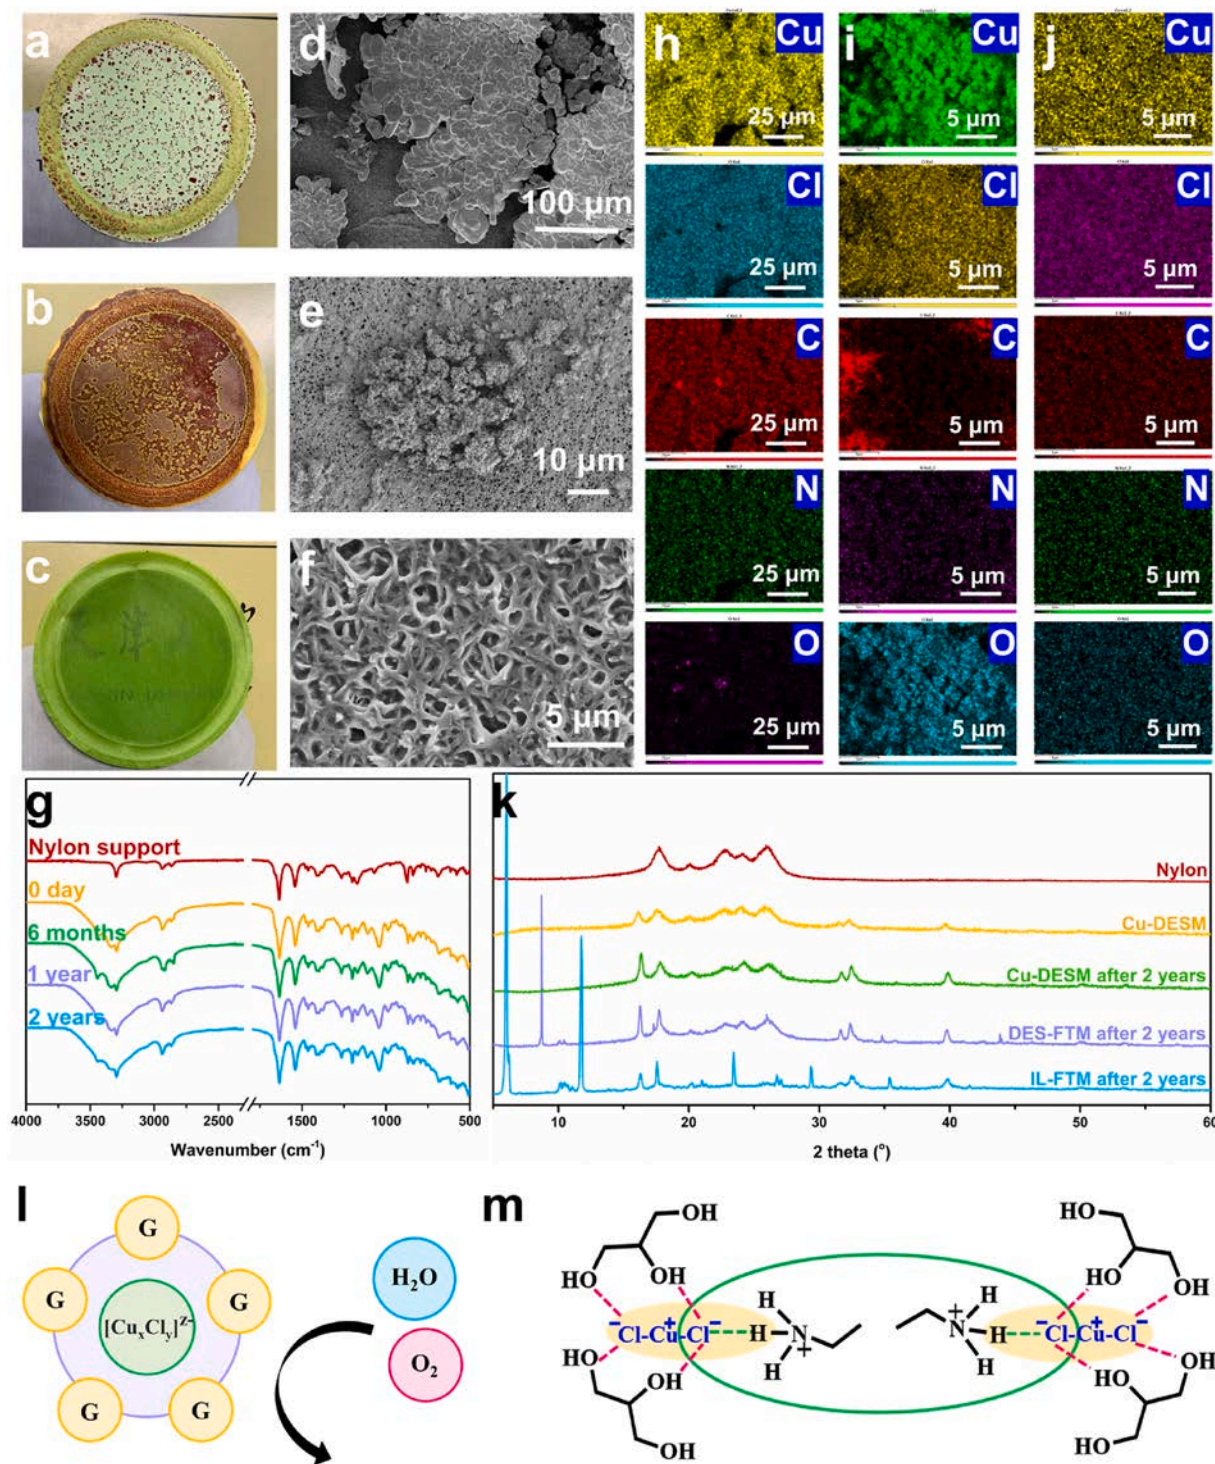 a
b
c
d
100 µm
e
10 µm
f
5 µm
h
Cu
25 µm
Cl
25 µm
C
25 µm
N
25 µm
O
25 µm
i
Cu
5 µm
Cl
5 µm
C
5 µm
N
5 µm
O
5 µm
j
Cu
5 µm
Cl
5 µm
C
5 µm
N
5 µm
O
5 µm
g
Nylon support
0 day
6 months
1 year
2 years
4000 3500 3000 2500 1500 1000 500
Wavenumber (cm⁻¹)
k
Nylon
Cu-DESM
Cu-DESM after 2 years
DES-FTM after 2 years
IL-FTM after 2 years
10 20 30 40 50 60
2 theta (°)
l
G
G G
[CuₓClᵧ]ᶻ⁻
G G
H₂O
O₂
m
OH HO
HO OH HO OH
H H
⁻Cl-Cu⁺-Cl⁻ H-N⁺ N⁺-H ⁻Cl-Cu⁺-Cl⁻
H H
HO OH HO OH
OH HO